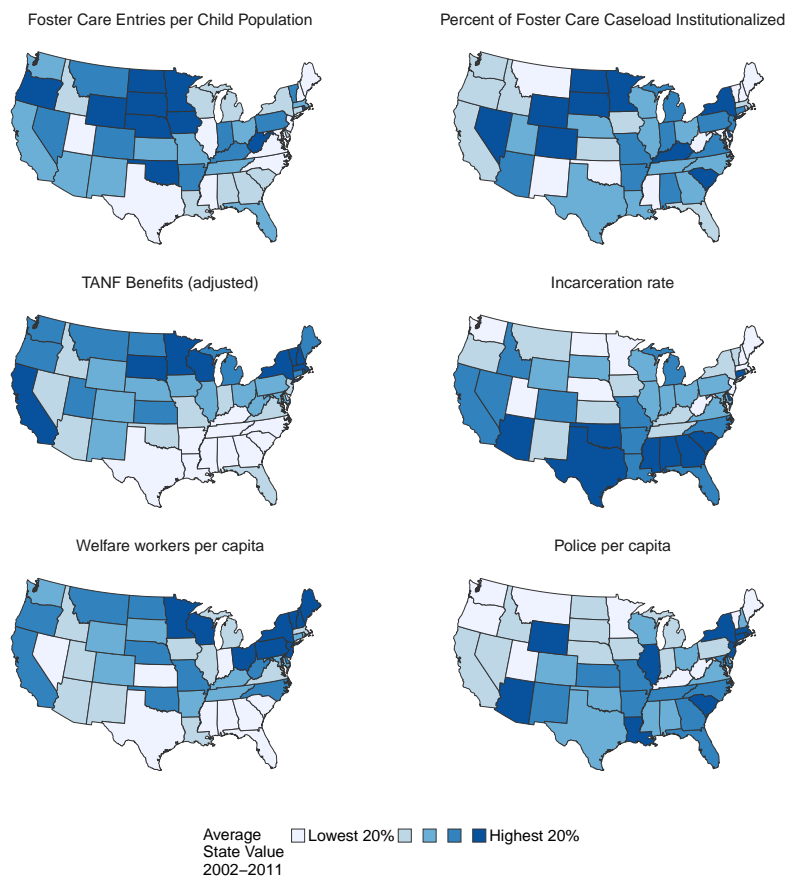 Foster Care Entries per Child Population
Percent of Foster Care Caseload Institutionalized
TANF Benefits (adjusted)
Incarceration rate
Welfare workers per capita
Police per capita
Average
State Value
2002–2011
Lowest 20%
Highest 20%